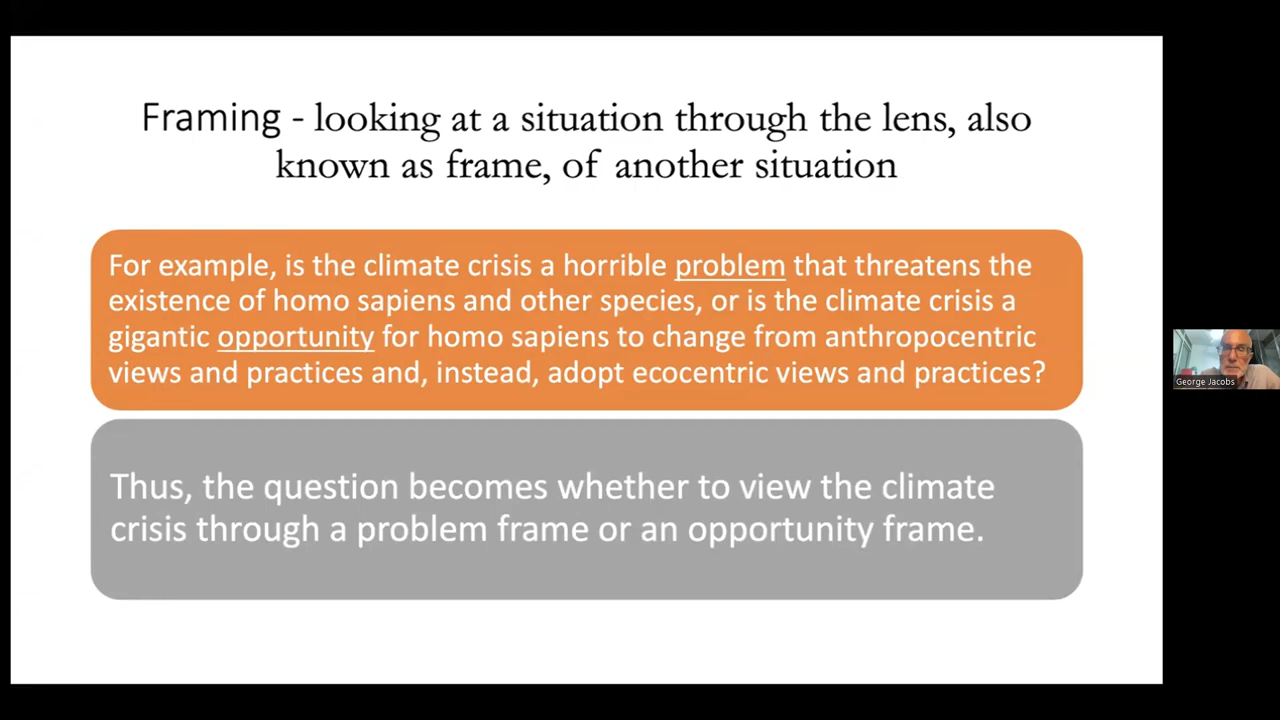 Framing - looking at a situation through the lens, also
known as frame, of another situation
For example, is the climate crisis a horrible problem that threatens the
existence of homo sapiens and other species, or is the climate crisis a
gigantic opportunity for homo sapiens to change from anthropocentric
views and practices and, instead, adopt ecocentric views and practices?
Thus, the question becomes whether to view the climate
crisis through a problem frame or an opportunity frame.
George Jacobs